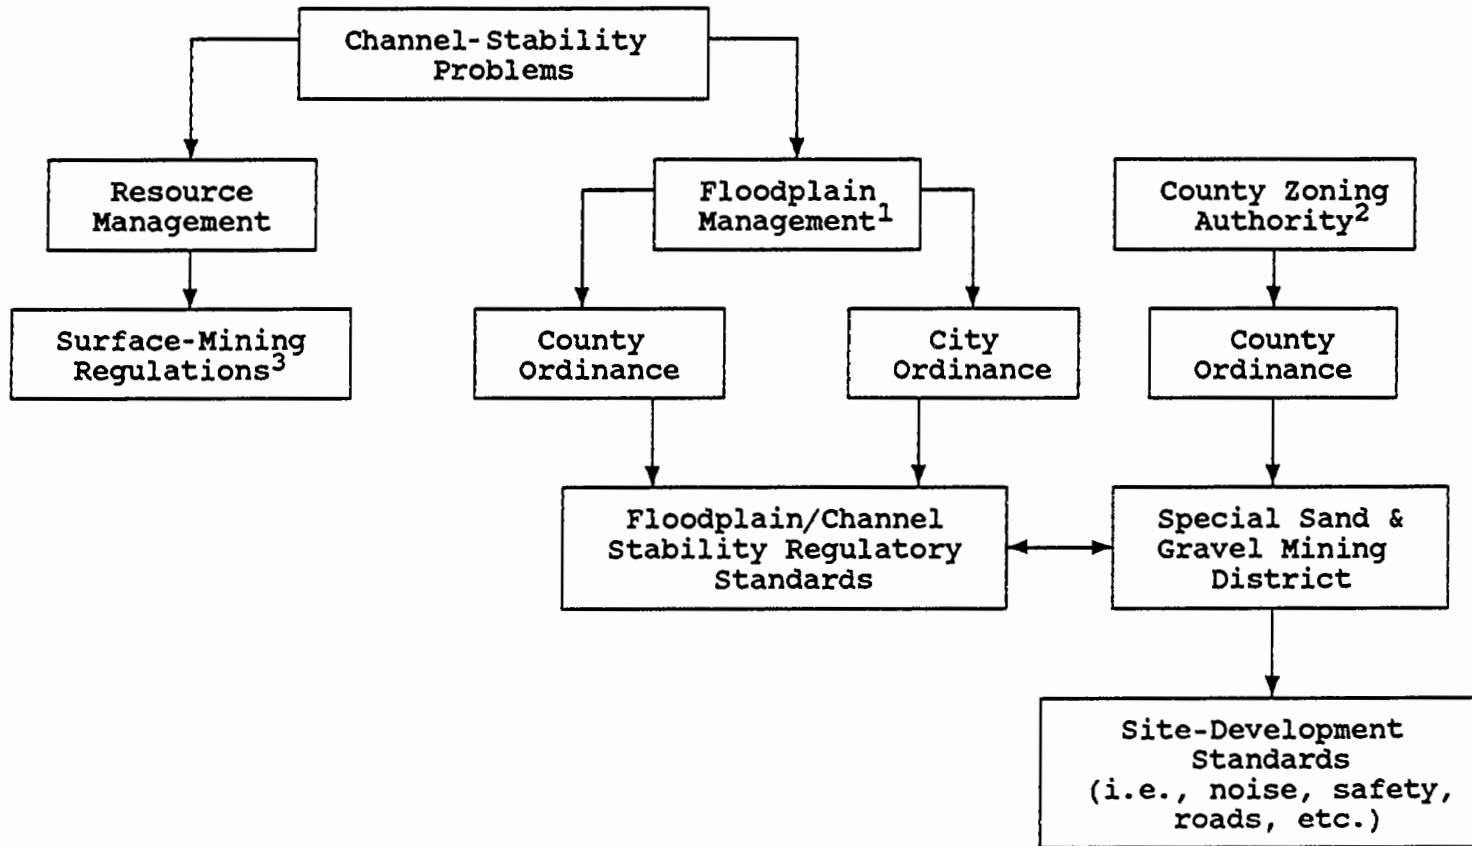 Channel-Stability
Problems
Resource
Management
Floodplain
Management1
County Zoning
Authority2
Surface-Mining
Regulations3
County
Ordinance
City
Ordinance
County
Ordinance
Floodplain/Channel
Stability Regulatory
Standards
Special Sand &
Gravel Mining
District
Site-Development
Standards
(i.e., noise, safety,
roads, etc.)